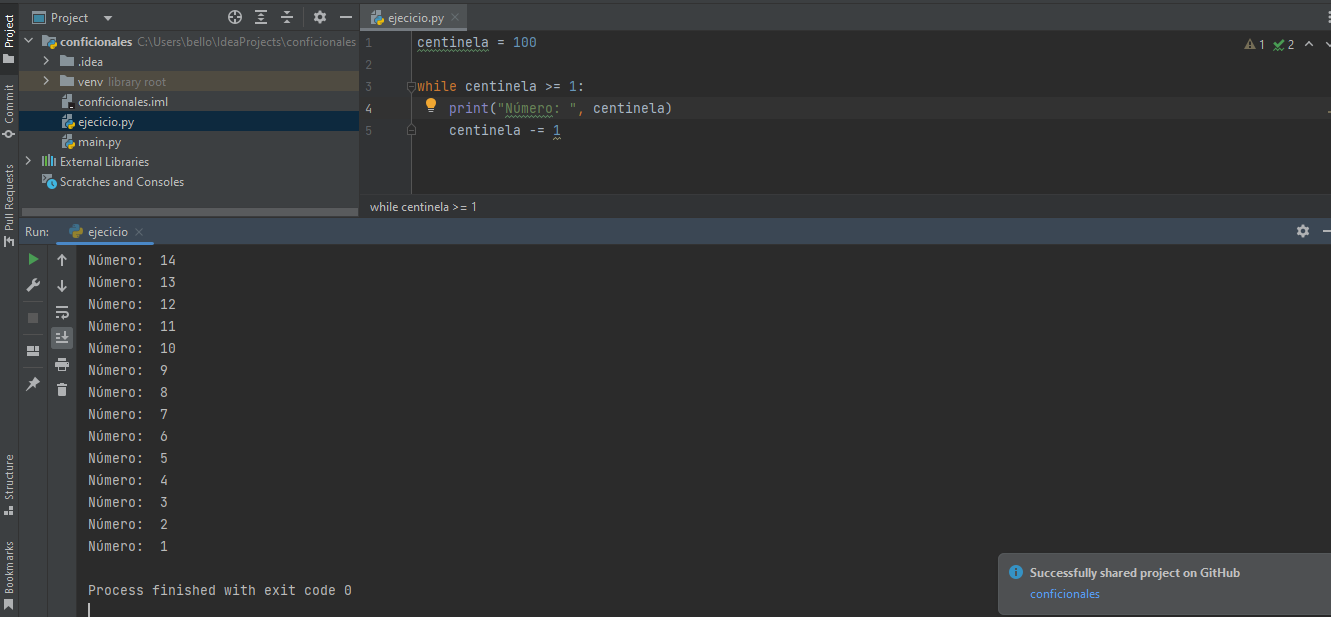 Project
ejecicio.py
conficionales C:\Users\bello\IdeaProjects\conficionales
.idea
venv library root
conficionales.iml
ejecicio.py
main.py
External Libraries
Scratches and Consoles
Project
Commit
Pull Requests
Structure
Bookmarks
1 centinela = 100
2
3 while centinela >= 1:
4 print("Número: ", centinela)
5 centinela -= 1
1 2
while centinela >= 1
Run: ejecicio
Número:  14
Número:  13
Número:  12
Número:  11
Número:  10
Número:  9
Número:  8
Número:  7
Número:  6
Número:  5
Número:  4
Número:  3
Número:  2
Número:  1
Process finished with exit code 0
Successfully shared project on GitHub
conficionales